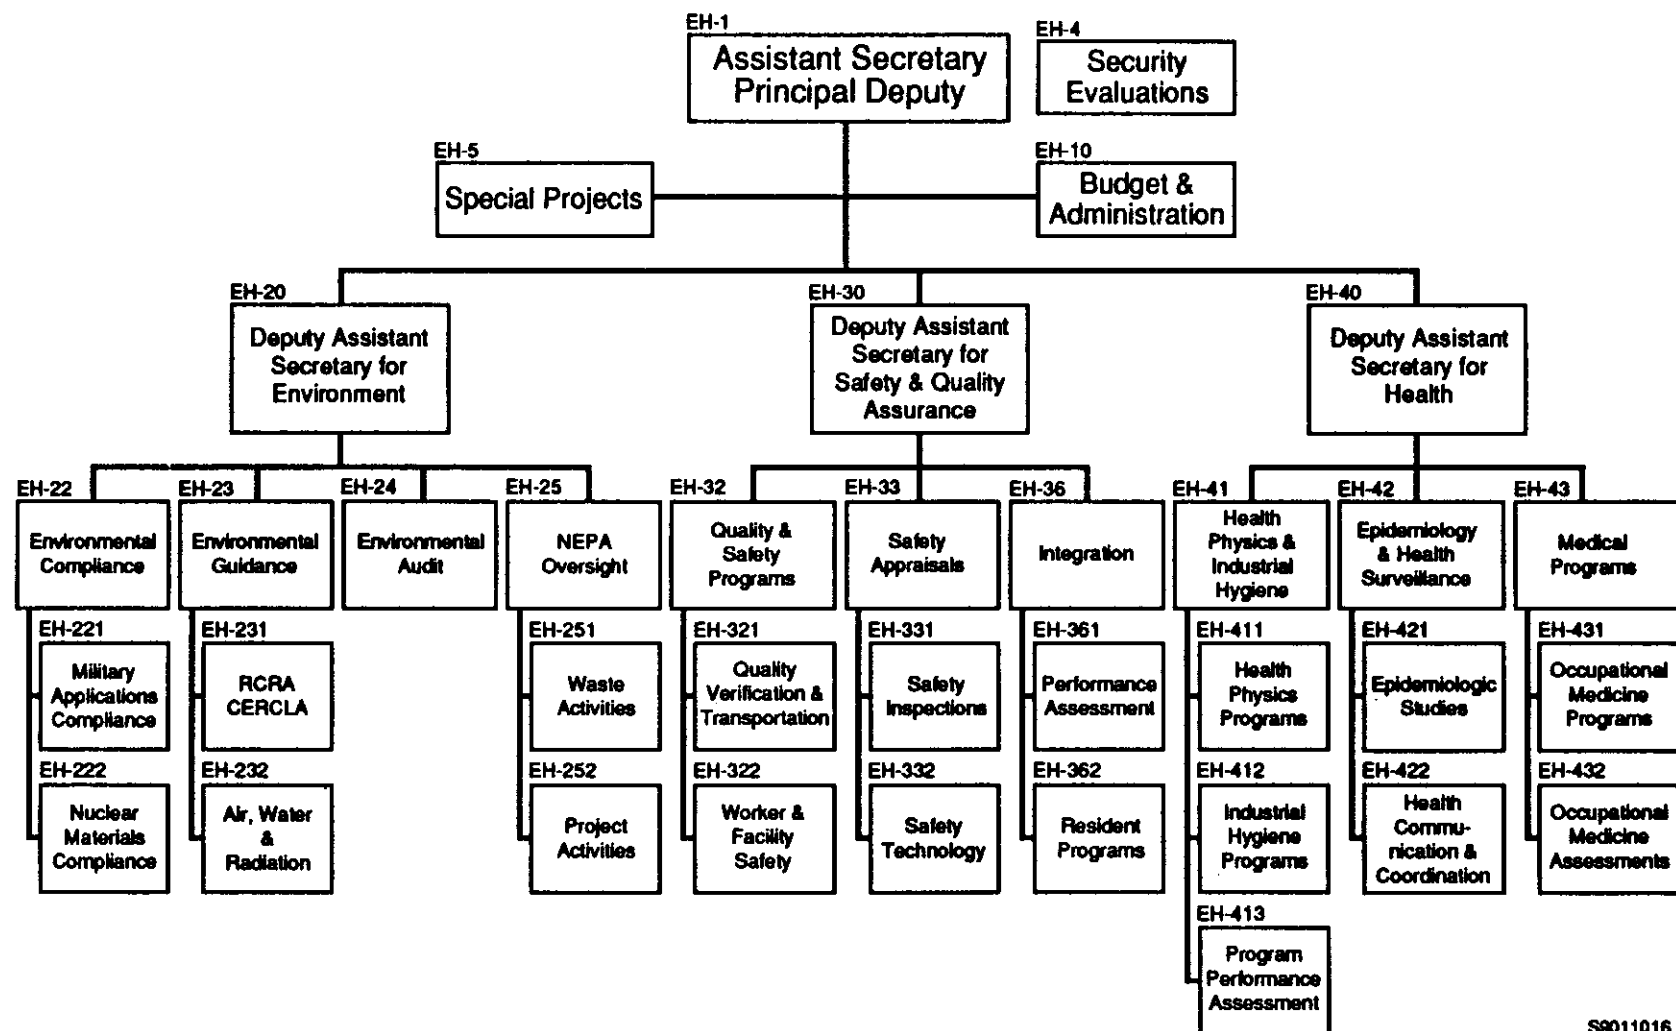 EH-1
Assistant Secretary
Principal Deputy
EH-4
Security
Evaluations
EH-5
Special Projects
EH-10
Budget &
Administration
EH-20
Deputy Assistant
Secretary for
Environment
EH-30
Deputy Assistant
Secretary for
Safety & Quality
Assurance
EH-40
Deputy Assistant
Secretary for
Health
EH-22
Environmental
Compliance
EH-23
Environmental
Guidance
EH-24
Environmental
Audit
EH-25
NEPA
Oversight
EH-32
Quality &
Safety
Programs
EH-33
Safety
Appraisals
EH-36
Integration
EH-41
Health
Physics &
Industrial
Hygiene
EH-42
Epidemiology
& Health
Surveillance
EH-43
Medical
Programs
EH-221
Military
Applications
Compliance
EH-231
RCRA
CERCLA
EH-251
Waste
Activities
EH-321
Quality
Verification &
Transportation
EH-331
Safety
Inspections
EH-361
Performance
Assessment
EH-411
Health
Physics
Programs
EH-421
Epidemiologic
Studies
EH-431
Occupational
Medicine
Programs
EH-222
Nuclear
Materials
Compliance
EH-232
Air, Water
&
Radiation
EH-252
Project
Activities
EH-322
Worker &
Facility
Safety
EH-332
Safety
Technology
EH-362
Resident
Programs
EH-412
Industrial
Hygiene
Programs
EH-422
Health
Commu-
nication &
Coordination
EH-432
Occupational
Medicine
Assessments
EH-413
Program
Performance
Assessment
S9011016